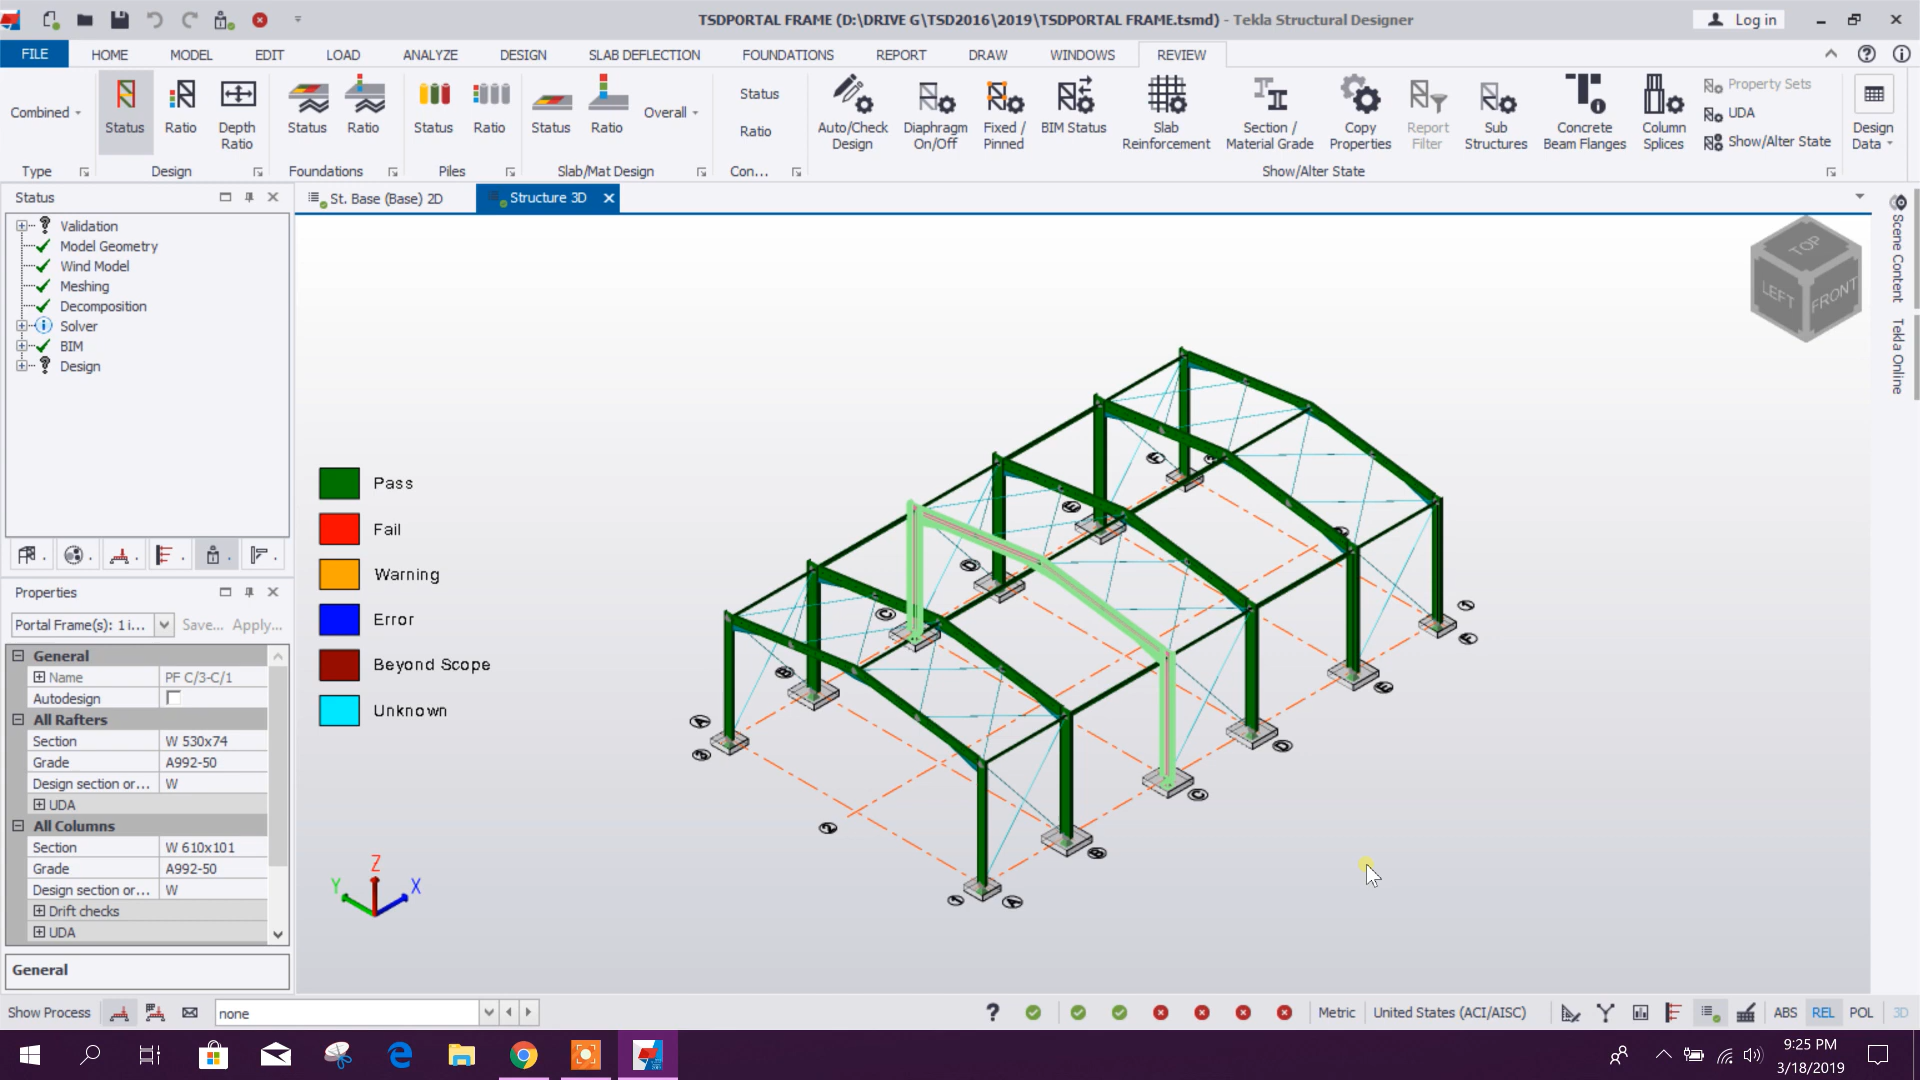 TSDPORTAL FRAME (D:\DRIVE G\TSD2016\2019\TSDPORTAL FRAME.tsmd) - Tekla Structural Designer
Log in
FILE HOME MODEL EDIT LOAD ANALYZE DESIGN SLAB DEFLECTION FOUNDATIONS REPORT DRAW WINDOWS REVIEW
Combined
Status Ratio Depth Ratio
Status Ratio
Status Ratio
Status Ratio
Overall
Status
Ratio
Auto/Check Design
Diaphragm On/Off
Fixed / Pinned
BIM Status
Slab Reinforcement
Section / Material Grade
Copy Properties
Report Filter
Sub Structures
Concrete Beam Flanges
Column Splices
Property Sets
UDA
Show/Alter State
Design Data
Type Design Foundations Piles Slab/Mat Design Con... Show/Alter State
Status
St. Base (Base) 2D
Structure 3D
Validation
Model Geometry
Wind Model
Meshing
Decomposition
Solver
BIM
Design
Scene Content
Tekla Online
TOP
LEFT
FRONT
Pass
Fail
Warning
Error
Beyond Scope
Unknown
Properties
Portal Frame(s): 1 i...
Save... Apply...
General
Name PF C/3-C/1
Autodesign
All Rafters
Section W 530x74
Grade A992-50
Design section or... W
UDA
All Columns
Section W 610x101
Grade A992-50
Design section or... W
Drift checks
UDA
General
Z
Y
X
F
E
D
C
B
A
3
2
1
A
B
C
D
E
F
1
Show Process
none
Metric
United States (ACI/AISC)
ABS REL POL 3D
9:25 PM
3/18/2019